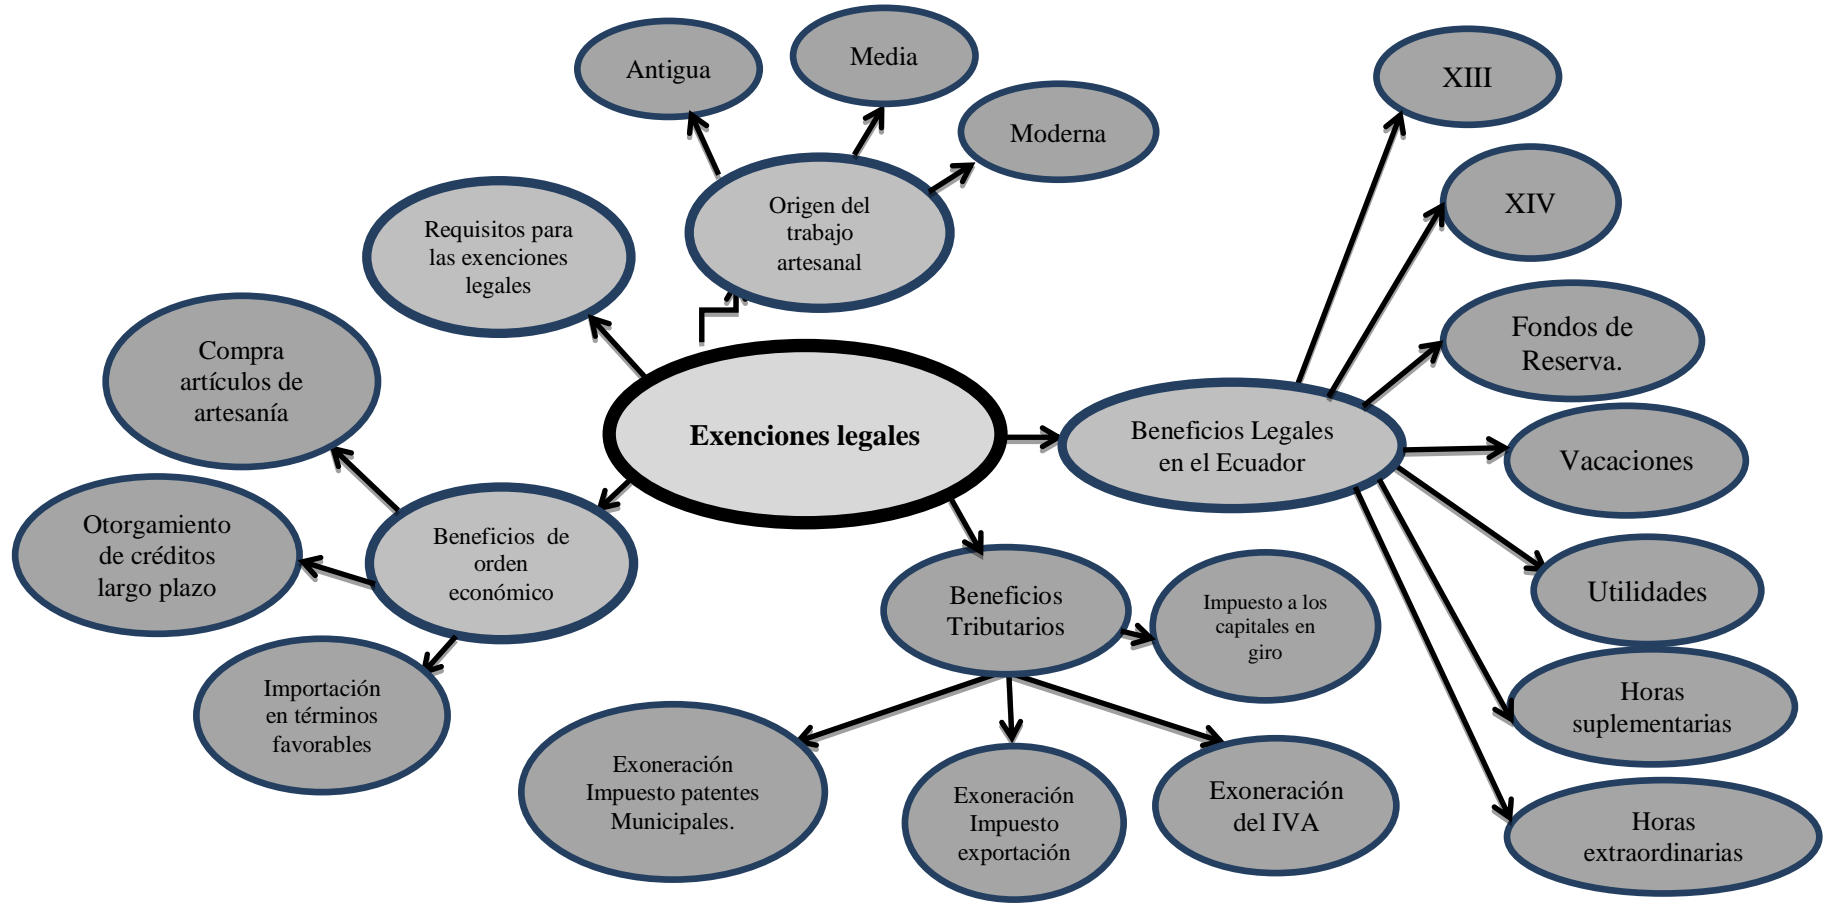 Antigua
Media
Moderna
XIII
XIV
Origen del
trabajo
artesanal
Requisitos para
las exenciones
legales
Fondos de
Reserva.
Compra
artículos de
artesanía
Exenciones legales
Beneficios Legales
en el Ecuador
Vacaciones
Otorgamiento
de créditos
largo plazo
Beneficios  de
orden
económico
Beneficios
Tributarios
Impuesto a los
capitales en
giro
Utilidades
Importación
en términos
favorables
Horas
suplementarias
Exoneración
Impuesto patentes
Municipales.
Exoneración
Impuesto
exportación
Exoneración
del IVA
Horas
extraordinarias